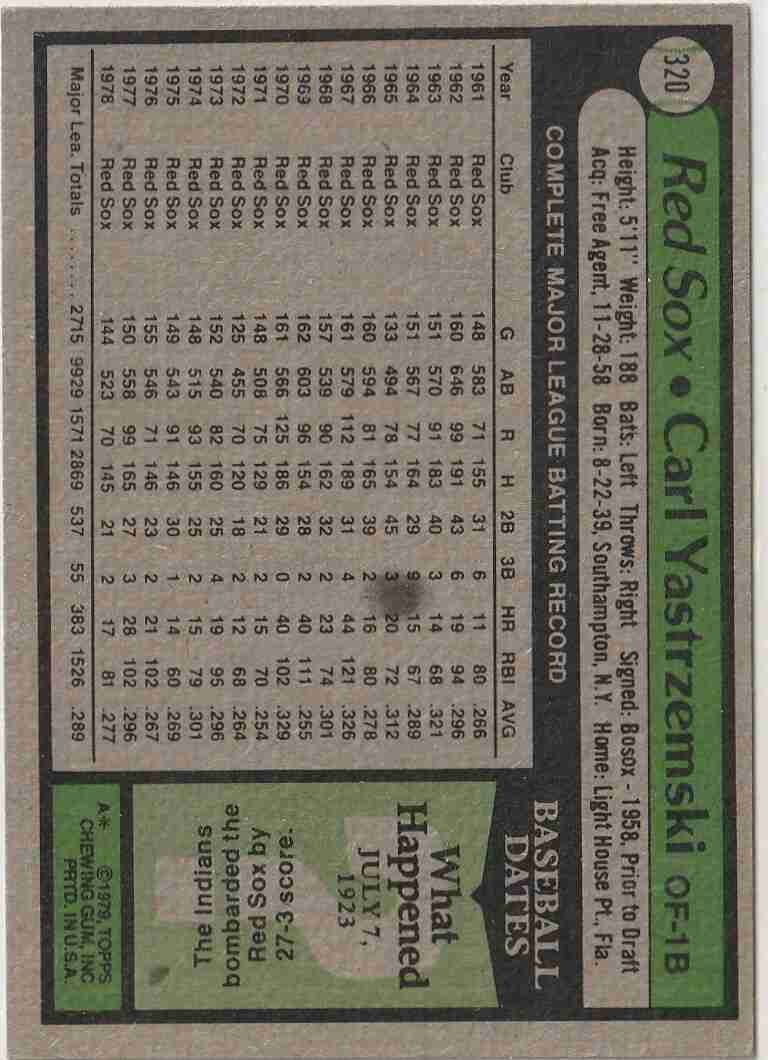 320
Red Sox • Carl Yastrzemski OF-1B
Height: 5'11" Weight: 188 Bats: Left Throws: Right Signed: Bosox - 1958, Prior to Draft
Acq: Free Agent, 11-28-58 Born: 8-22-39, Southampton, N.Y. Home: Light House Pt., Fla.
COMPLETE MAJOR LEAGUE BATTING RECORD
Year Club G AB R H 2B 3B HR RBI AVG
1961 Red Sox 148 583 71 155 31 6 11 80 .266
1962 Red Sox 160 646 99 191 43 6 19 94 .296
1963 Red Sox 151 570 91 183 40 3 14 68 .321
1964 Red Sox 151 567 77 164 29 9 15 67 .289
1965 Red Sox 133 494 78 154 45 3 20 72 .312
1966 Red Sox 160 594 81 165 39 2 16 80 .278
1967 Red Sox 161 579 112 189 31 4 44 121 .326
1968 Red Sox 157 539 90 162 32 2 23 74 .301
1969 Red Sox 162 603 96 154 28 2 40 111 .255
1970 Red Sox 161 566 125 186 29 0 40 102 .329
1971 Red Sox 148 508 75 129 21 2 15 70 .254
1972 Red Sox 125 455 70 120 18 2 12 68 .264
1973 Red Sox 152 540 82 160 25 4 19 95 .296
1974 Red Sox 148 515 93 155 25 2 15 79 .301
1975 Red Sox 149 543 91 146 30 1 14 60 .269
1976 Red Sox 155 546 71 146 23 2 21 102 .267
1977 Red Sox 150 558 99 165 27 3 28 102 .296
1978 Red Sox 144 523 70 145 21 2 17 81 .277
Major Lea. Totals ....... 2715 9929 1571 2869 537 55 383 1526 .289
BASEBALL
DATES
What
Happened
JULY 7,
1923
The Indians
bombarded the
Red Sox by
27-3 score.
A* ©1979, TOPPS
CHEWING GUM, INC
PRTD. IN U.S.A.